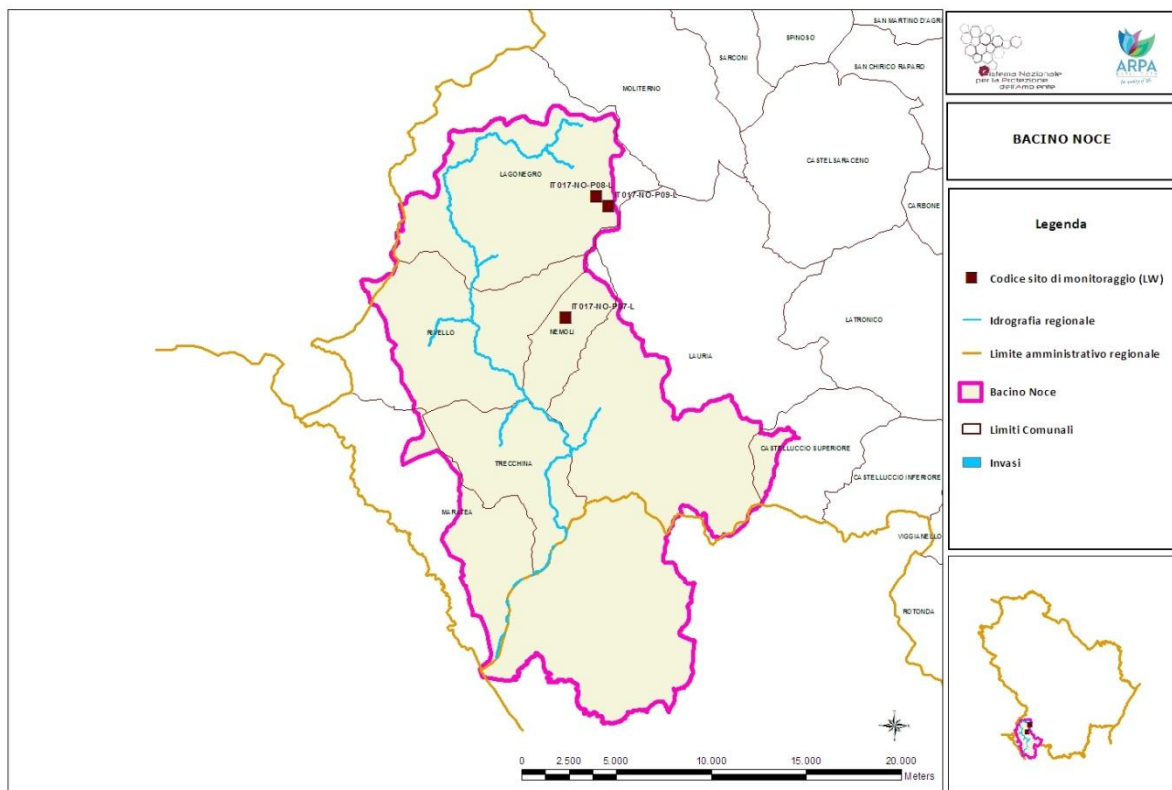 SAN MARTINO D'AGRI
SPINOSO
SARCONI
SAN CHIRICO RAPARO
MOLITERNO
CASTELSARACENO
CARBONE
LAGONEGRO
IT017-NO-P08-L
IT017-NO-P09-L
IT017-NO-P07-L
RIVELLO
NEMOLI
LATRONICO
LAURIA
CASTELLUCCIO SUPERIORE
TRECCHINA
CASTELLUCCIO INFERIORE
MARATEA
VIGGIANELLO
ROTONDA
0 2.500 5.000 10.000 15.000 20.000
Meters
Sistema Nazionale
per la Protezione
dell'Ambiente
ARPA
BACINO NOCE
Legenda
Codice sito di monitoraggio (LW)
Idrografia regionale
Limite amministrativo regionale
Bacino Noce
Limiti Comunali
Invasi